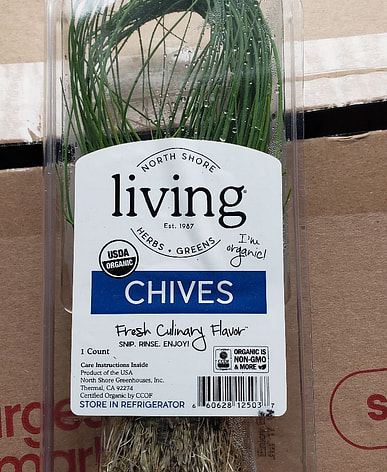 NORTH SHORE
living
Est. 1987
HERBS + GREENS
I'm
organic!
USDA
ORGANIC
CHIVES
Fresh Culinary Flavor™
SNIP. RINSE. ENJOY!
1 Count
Care Instructions Inside
Product of the USA
North Shore Greenhouses, Inc.
Thermal, CA 92274
Certified Organic by CCOF
STORE IN REFRIGERATOR
CCOF
ORGANIC IS
NON-GMO
& MORE
6 60628 12503 7